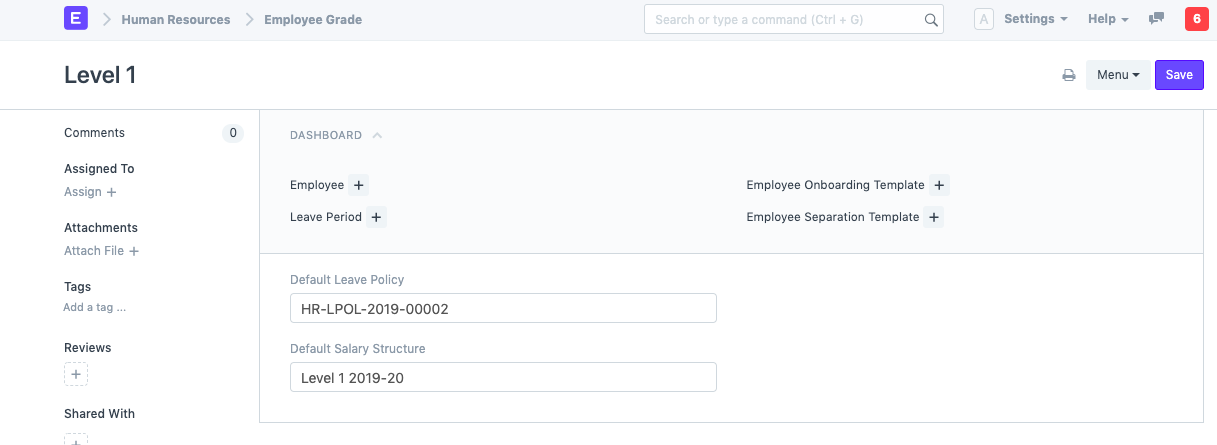 E Human Resources Employee Grade Search or type a command (Ctrl + G) A Settings Help 6
Level 1 Menu Save
Comments 0
Assigned To
Assign +
Attachments
Attach File +
Tags
Add a tag ...
Reviews
+
Shared With
+
DASHBOARD
Employee + Employee Onboarding Template +
Leave Period + Employee Separation Template +
Default Leave Policy
HR-LPOL-2019-00002
Default Salary Structure
Level 1 2019-20